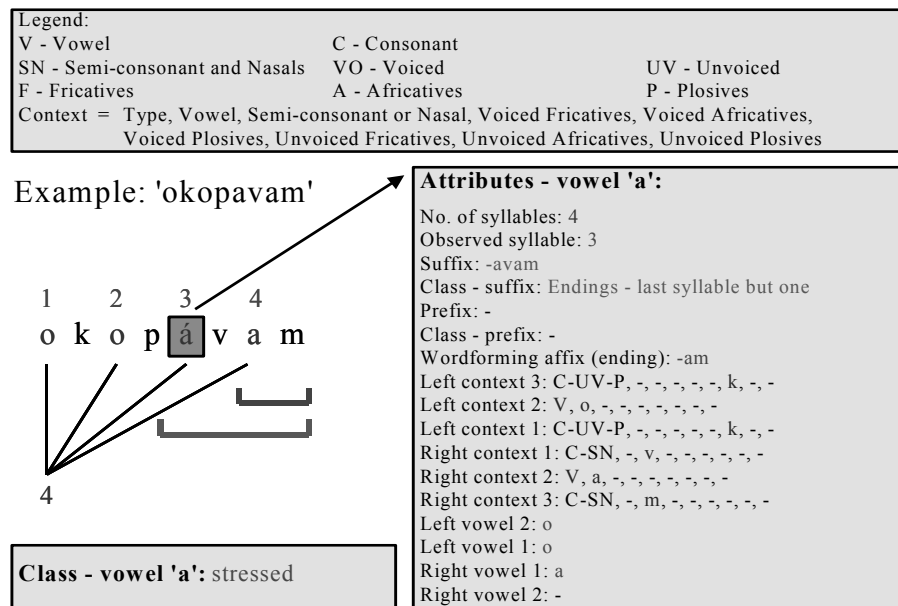 Legend:
V - Vowel C - Consonant
SN - Semi-consonant and Nasals VO - Voiced UV - Unvoiced
F - Fricatives A - Africatives P - Plosives
Context = Type, Vowel, Semi-consonant or Nasal, Voiced Fricatives, Voiced Africatives,
Voiced Plosives, Unvoiced Fricatives, Unvoiced Africatives, Unvoiced Plosives
Example: 'okopavam'
1 2 3 4
o k o p á v a m
4
Class - vowel 'a': stressed
Attributes - vowel 'a':
No. of syllables: 4
Observed syllable: 3
Suffix: -avam
Class - suffix: Endings - last syllable but one
Prefix: -
Class - prefix: -
Wordforming affix (ending): -am
Left context 3: C-UV-P, -, -, -, -, -, k, -, -
Left context 2: V, o, -, -, -, -, -, -, -
Left context 1: C-UV-P, -, -, -, -, -, k, -, -
Right context 1: C-SN, -, v, -, -, -, -, -, -
Right context 2: V, a, -, -, -, -, -, -, -
Right context 3: C-SN, -, m, -, -, -, -, -, -
Left vowel 2: o
Left vowel 1: o
Right vowel 1: a
Right vowel 2: -